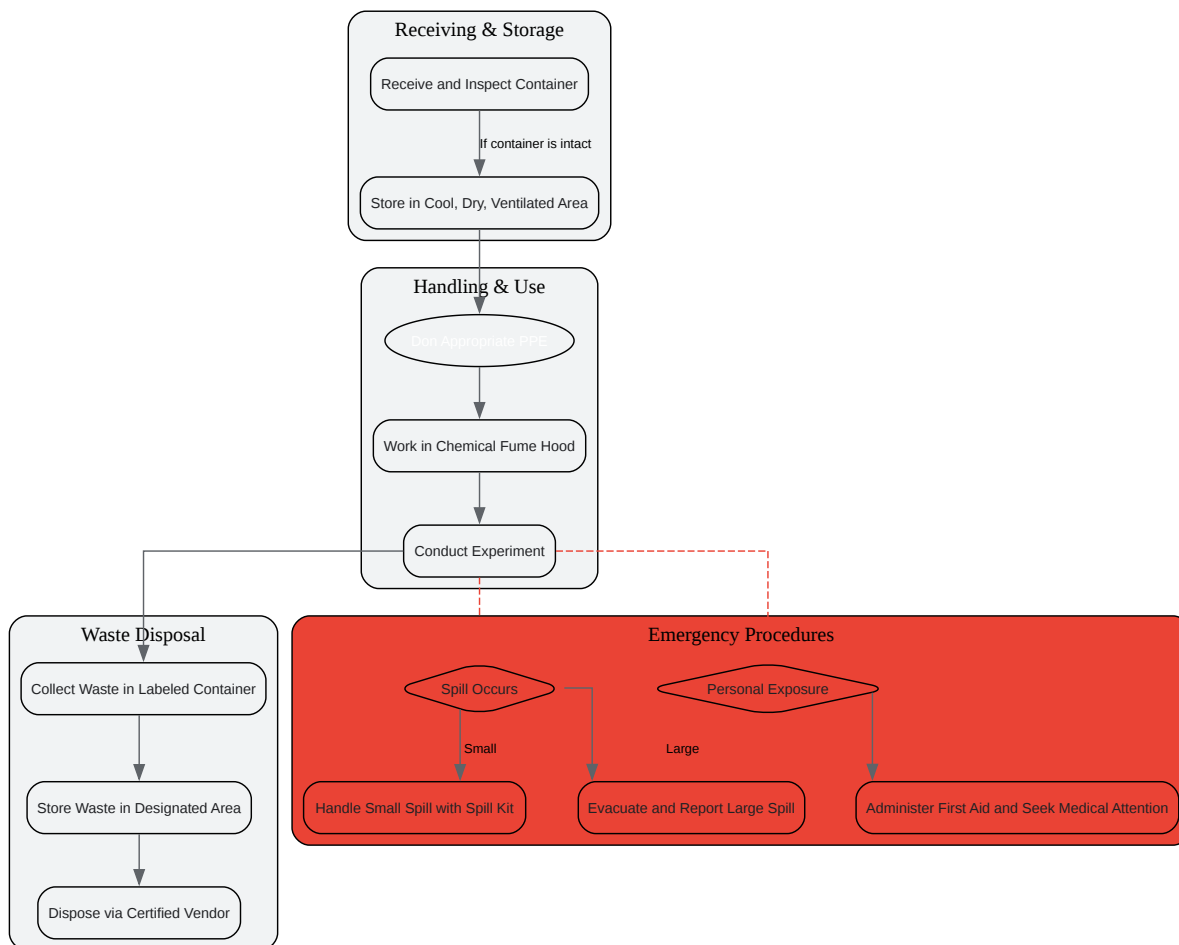 Receiving & Storage
Receive and Inspect Container
If container is intact
Store in Cool, Dry, Ventilated Area
Handling & Use
Don Appropriate PPE
Work in Chemical Fume Hood
Conduct Experiment
Waste Disposal
Collect Waste in Labeled Container
Store Waste in Designated Area
Dispose via Certified Vendor
Emergency Procedures
Spill Occurs
Personal Exposure
Small
Large
Handle Small Spill with Spill Kit
Evacuate and Report Large Spill
Administer First Aid and Seek Medical Attention